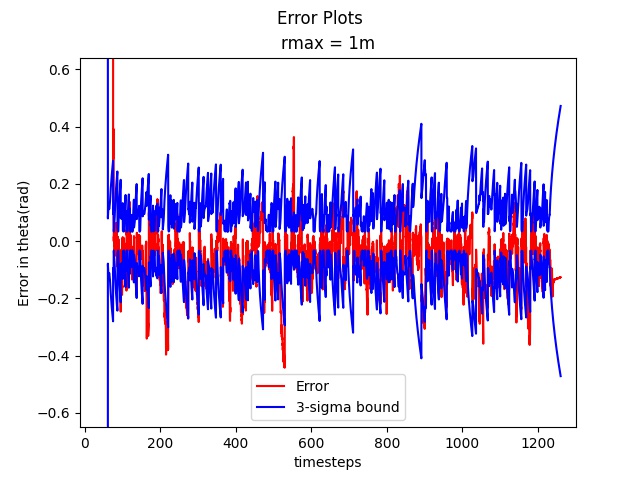 Error Plots
rmax = 1m
0.6
0.4
0.2
0.0
−0.2
−0.4
−0.6
Error in theta(rad)
Error
3-sigma bound
0 200 400 600 800 1000 1200
timesteps